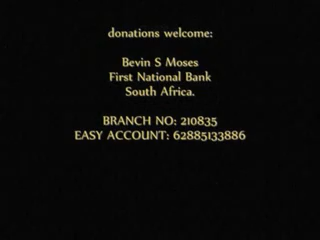 donations welcome:
Bevin S Moses
First National Bank
South Africa.
BRANCH NO: 210835
EASY ACCOUNT: 62885133886